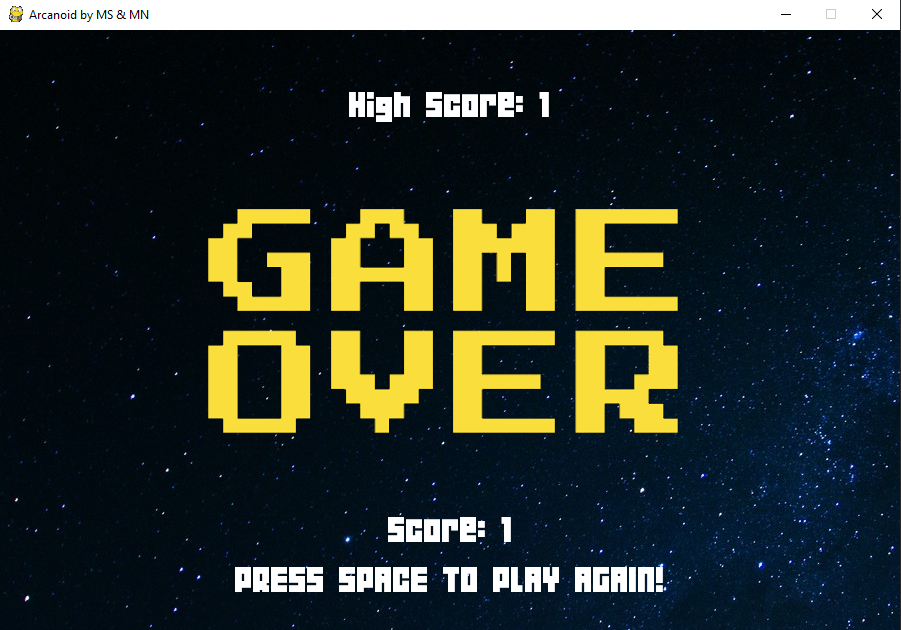 Arcanoid by MS & MN
High Score: 1
GAME
OVER
Score: 1
PRESS SPACE TO PLAY AGAIN!